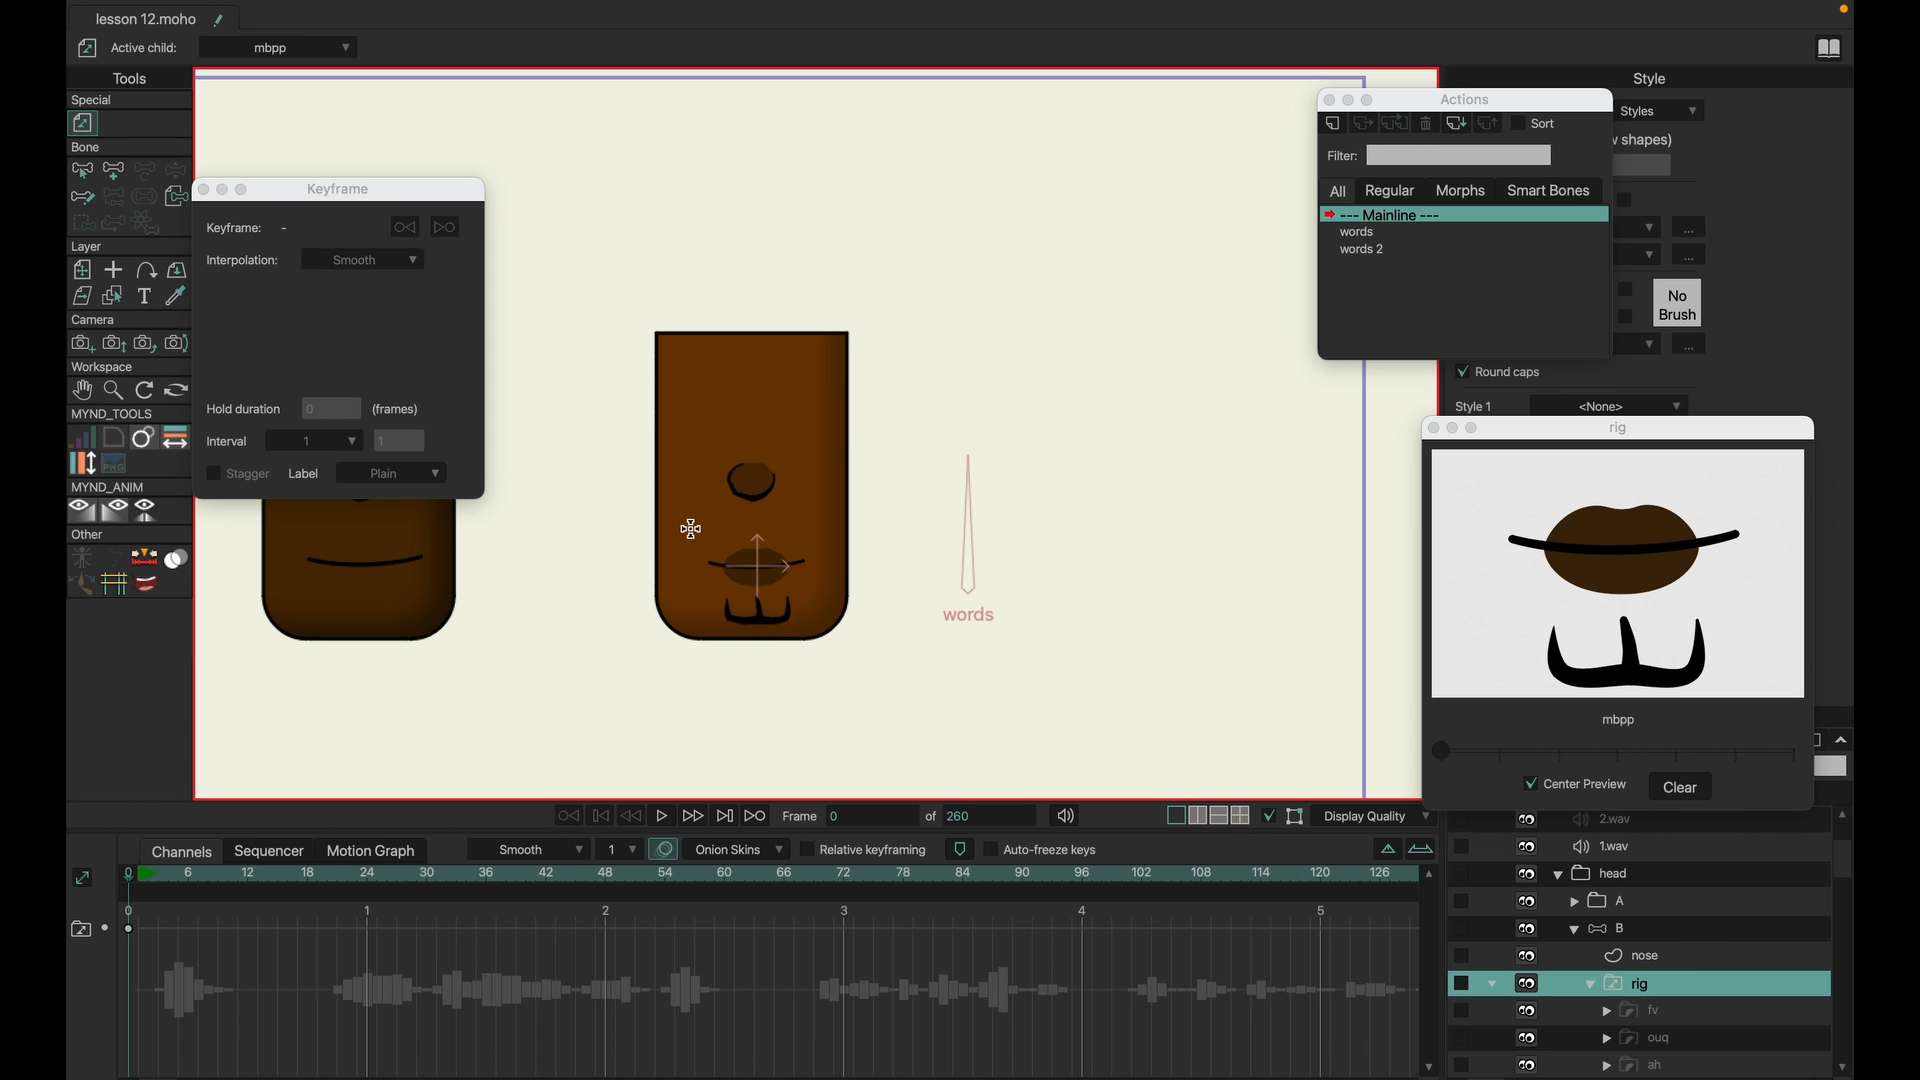 lesson 12.moho
Active child:
mbpp
Tools
Special
Bone
Layer
Camera
Workspace
MYND_TOOLS
PNG
MYND_ANIM
Other
Keyframe
Keyframe: -
Interpolation: Smooth
Hold duration 0 (frames)
Interval 1 1
Stagger Label Plain
words
Actions
Sort
Filter:
All Regular Morphs Smart Bones
--- Mainline ---
words
words 2
Style
Styles
w shapes)
...
...
No
Brush
...
Round caps
Style 1 <None>
rig
mbpp
Center Preview Clear
Frame 0 of 260
Display Quality
Channels Sequencer Motion Graph Smooth 1 Onion Skins Relative keyframing Auto-freeze keys
0 6 12 18 24 30 36 42 48 54 60 66 72 78 84 90 96 102 108 114 120 126
0 1 2 3 4 5
2.wav
1.wav
head
A
B
nose
rig
fv
ouq
ah